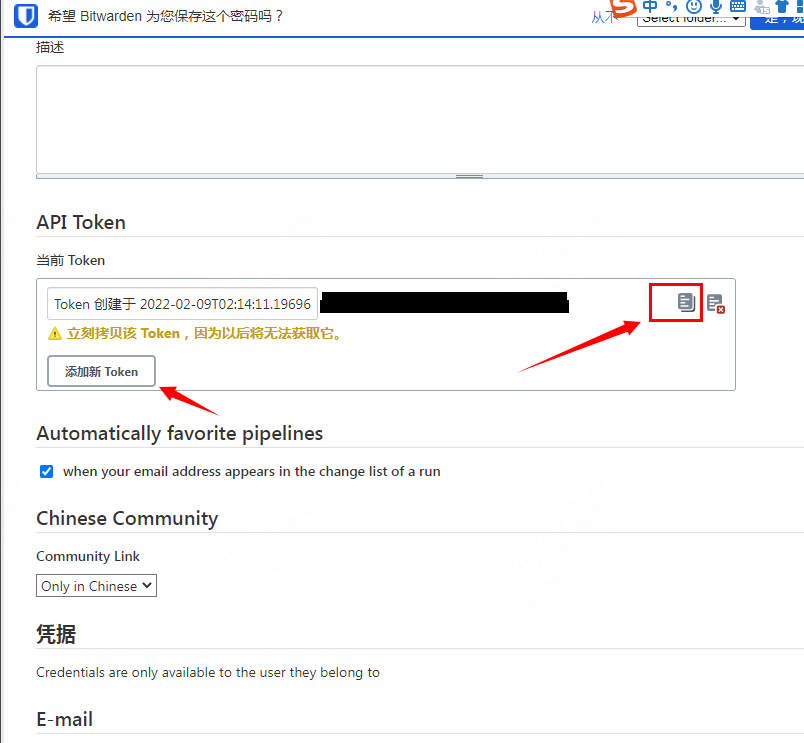 希望 Bitwarden 为您保存这个密码吗？
从不
Select folder...
中
描述
API Token
当前 Token
Token 创建于 2022-02-09T02:14:11.19696
立刻拷贝该 Token，因为以后将无法获取它。
添加新 Token
Automatically favorite pipelines
when your email address appears in the change list of a run
Chinese Community
Community Link
Only in Chinese
凭据
Credentials are only available to the user they belong to
E-mail